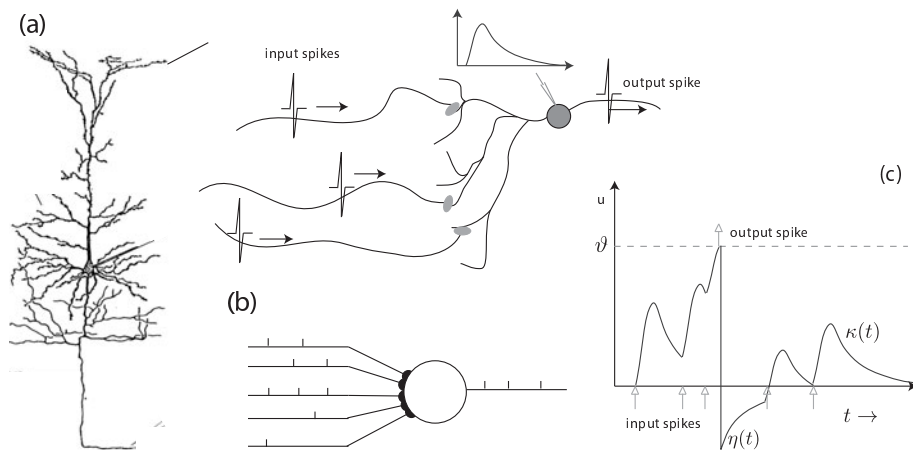 (a)
input spikes
output spike
(b)
(c)
u
ϑ
output spike
κ(t)
input spikes
η(t)
t →